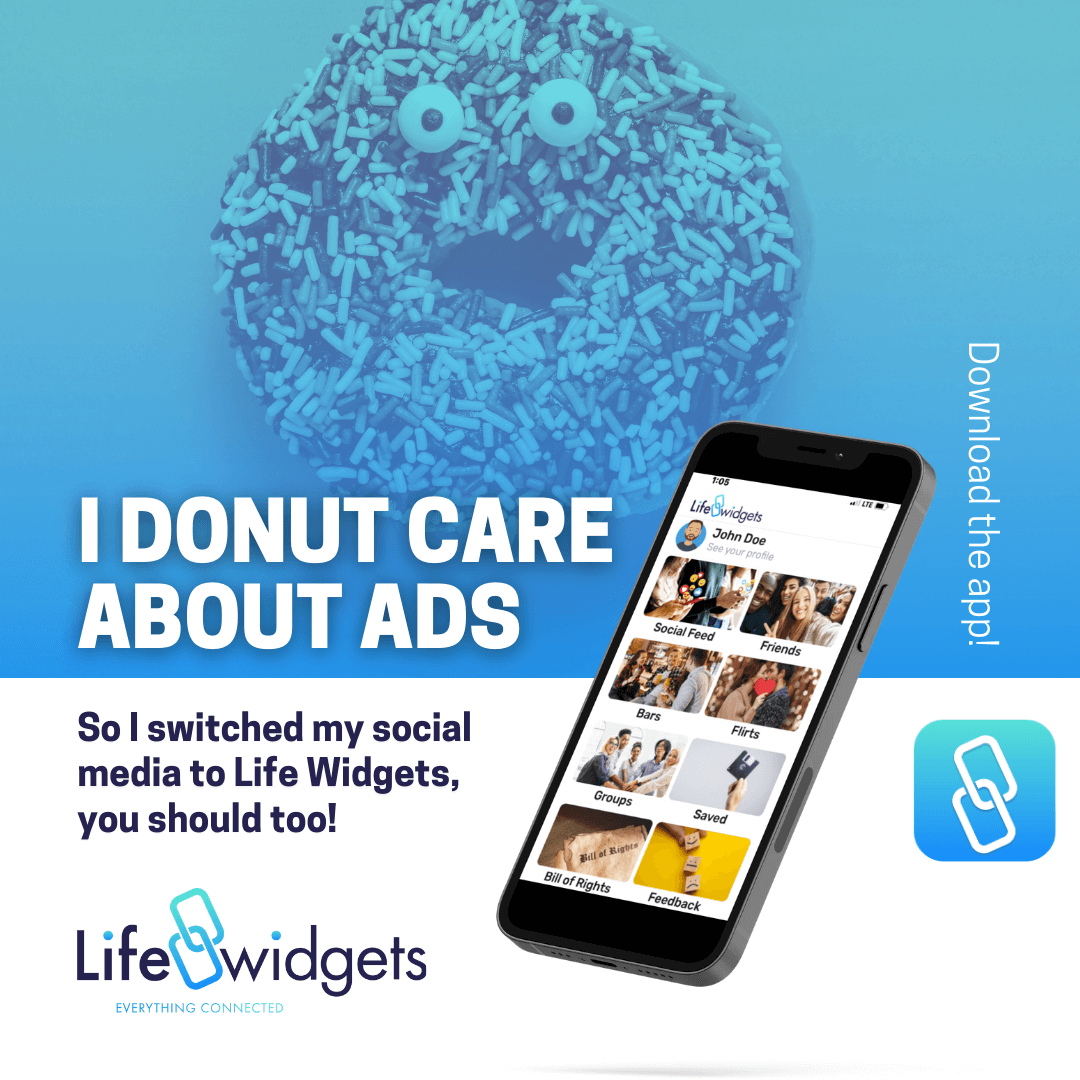 I DONUT CARE
ABOUT ADS
So I switched my social
media to Life Widgets,
you should too!
Life widgets
EVERYTHING CONNECTED
Download the app!
1:05
LTE
Life widgets
John Doe
See your profile
Social Feed
Friends
Bars
Flirts
Groups
Saved
Bill of Rights
Bill of Rights
Feedback